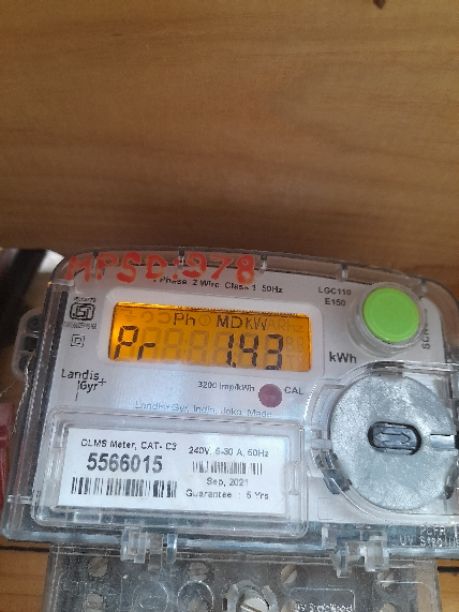 MPSD:978
Phase 2 Wire Class 1 50Hz
LGC110
E150
Ph MD KW
Pr 1.43
kWh
3200 Imp/kWh CAL
Landis
Gyr+
CLMS Meter, CAT- C3
240V, 5-30 A, 50Hz
5566015
Sep, 2021
Guarantee : 5 Yrs